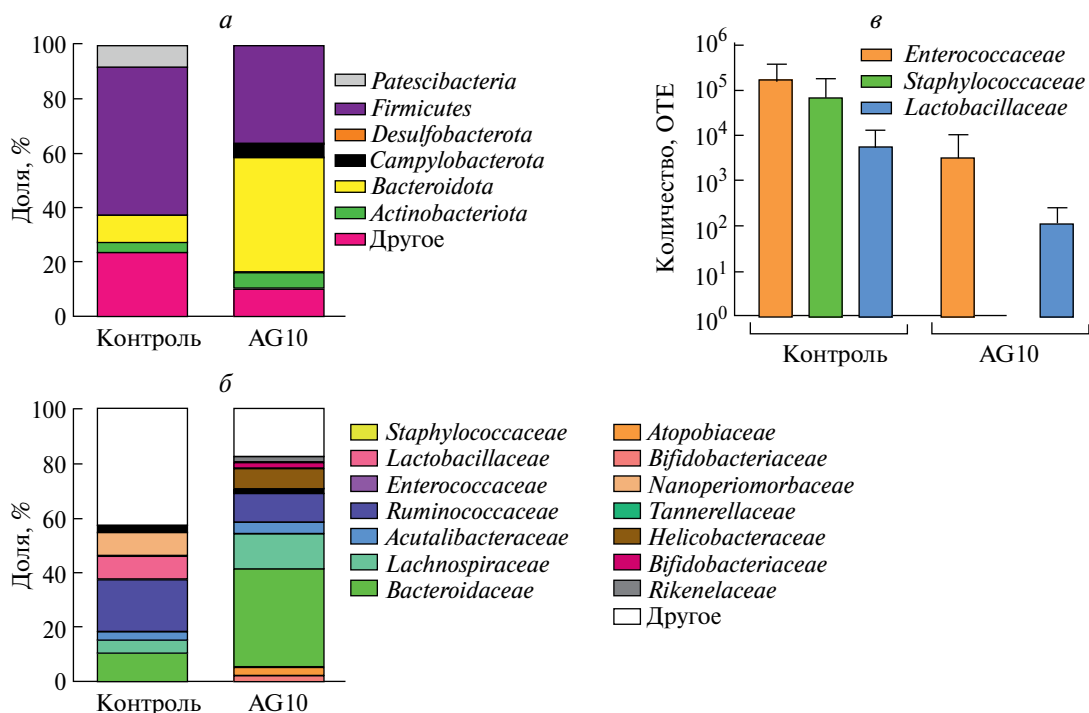 а
100
80
60
40
20
0
Доля, %
Контроль
AG10
Patescibacteria
Firmicutes
Desulfobacterota
Campylobacterota
Bacteroidota
Actinobacteriota
Другое
в
10^6
10^5
10^4
10^3
10^2
10^1
10^0
Количество, ОТЕ
Enterococcaceae
Staphylococcaceae
Lactobacillaceae
Контроль
AG10
б
100
80
60
40
20
0
Доля, %
Контроль
AG10
Staphylococcaceae
Lactobacillaceae
Enterococcaceae
Ruminococcaceae
Acutalibacteraceae
Lachnospiraceae
Bacteroidaceae
Atopobiaceae
Bifidobacteriaceae
Nanoperiomorbaceae
Tannerellaceae
Helicobacteraceae
Bifidobacteriaceae
Rikenelaceae
Другое